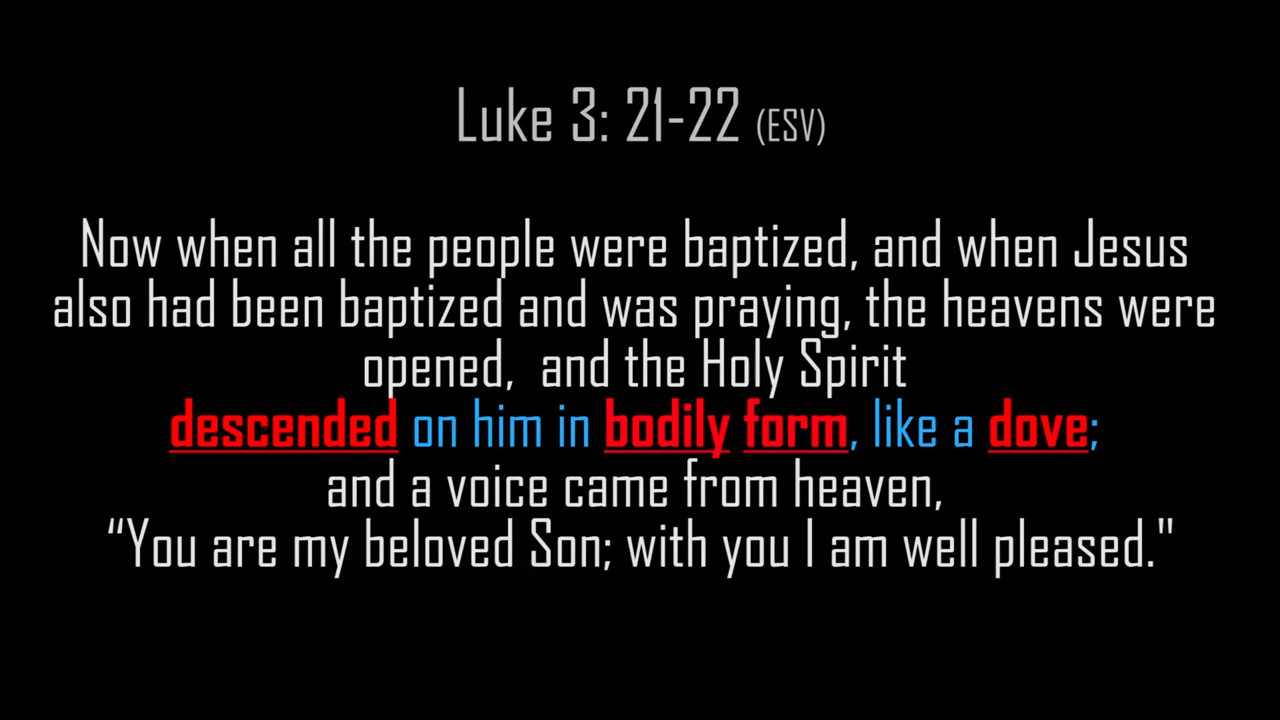 Luke 3: 21-22 (ESV)
Now when all the people were baptized, and when Jesus
also had been baptized and was praying, the heavens were
opened,  and the Holy Spirit
descended on him in bodily form, like a dove;
and a voice came from heaven,
“You are my beloved Son; with you I am well pleased."